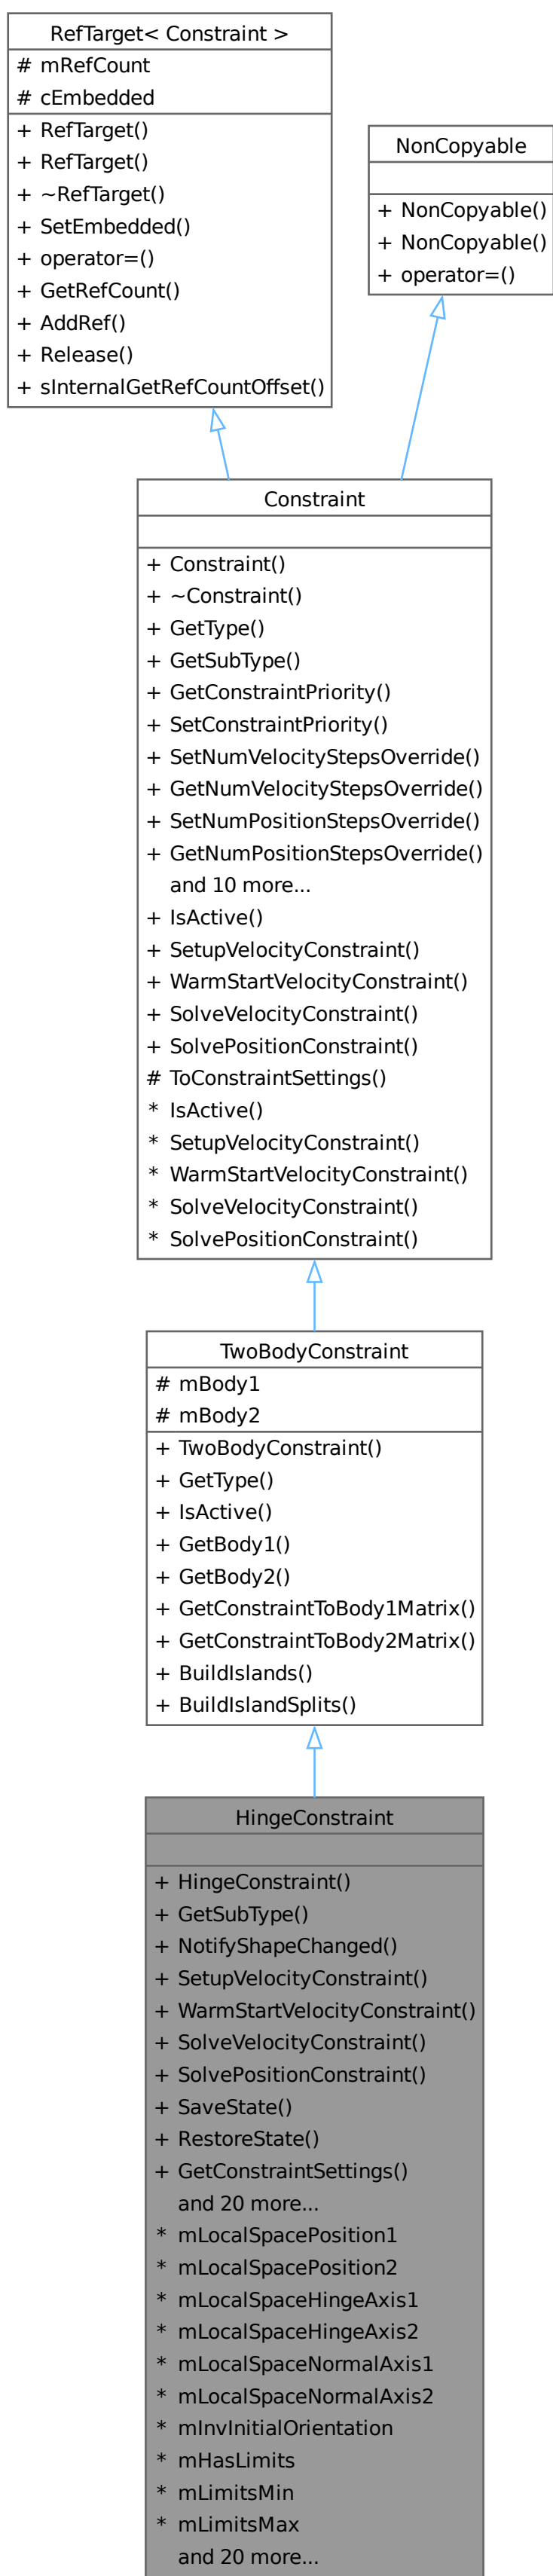 RefTarget< Constraint >
# mRefCount
# cEmbedded
+ RefTarget()
+ RefTarget()
+ ~RefTarget()
+ SetEmbedded()
+ operator=()
+ GetRefCount()
+ AddRef()
+ Release()
+ sInternalGetRefCountOffset()
NonCopyable
+ NonCopyable()
+ NonCopyable()
+ operator=()
Constraint
+ Constraint()
+ ~Constraint()
+ GetType()
+ GetSubType()
+ GetConstraintPriority()
+ SetConstraintPriority()
+ SetNumVelocityStepsOverride()
+ GetNumVelocityStepsOverride()
+ SetNumPositionStepsOverride()
+ GetNumPositionStepsOverride()
and 10 more...
+ IsActive()
+ SetupVelocityConstraint()
+ WarmStartVelocityConstraint()
+ SolveVelocityConstraint()
+ SolvePositionConstraint()
# ToConstraintSettings()
* IsActive()
* SetupVelocityConstraint()
* WarmStartVelocityConstraint()
* SolveVelocityConstraint()
* SolvePositionConstraint()
TwoBodyConstraint
# mBody1
# mBody2
+ TwoBodyConstraint()
+ GetType()
+ IsActive()
+ GetBody1()
+ GetBody2()
+ GetConstraintToBody1Matrix()
+ GetConstraintToBody2Matrix()
+ BuildIslands()
+ BuildIslandSplits()
HingeConstraint
+ HingeConstraint()
+ GetSubType()
+ NotifyShapeChanged()
+ SetupVelocityConstraint()
+ WarmStartVelocityConstraint()
+ SolveVelocityConstraint()
+ SolvePositionConstraint()
+ SaveState()
+ RestoreState()
+ GetConstraintSettings()
and 20 more...
* mLocalSpacePosition1
* mLocalSpacePosition2
* mLocalSpaceHingeAxis1
* mLocalSpaceHingeAxis2
* mLocalSpaceNormalAxis1
* mLocalSpaceNormalAxis2
* mInvInitialOrientation
* mHasLimits
* mLimitsMin
* mLimitsMax
and 20 more...